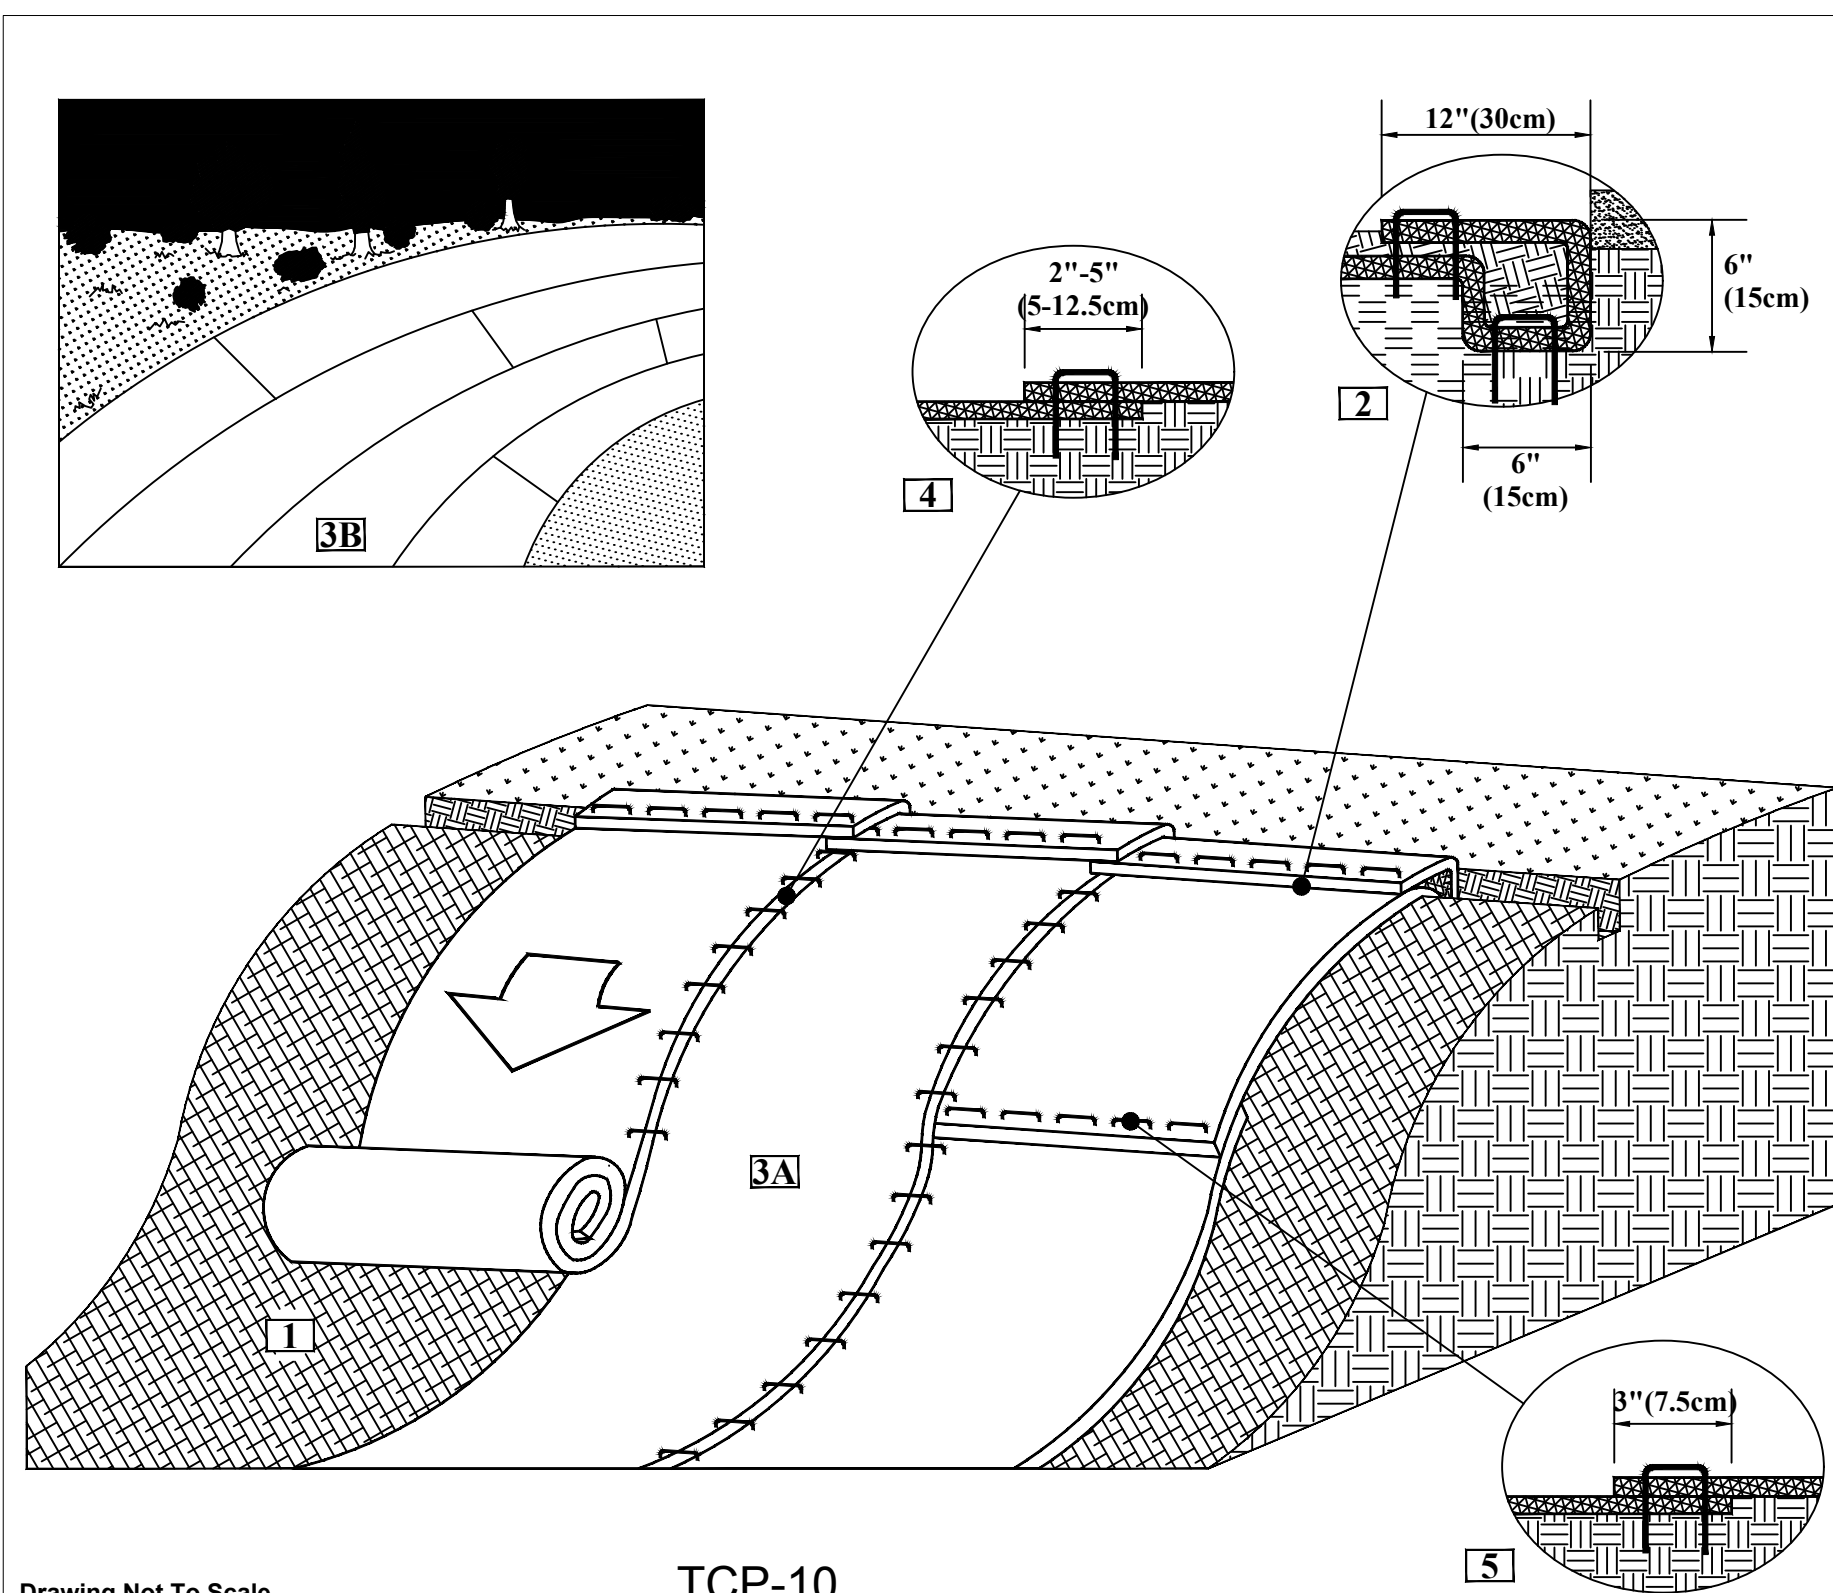 12"(30cm)
6"
(15cm)
2
6"
(15cm)
2"-5"
(5-12.5cm)
4
3B
3A
1
3"(7.5cm)
5
Drawing Not To Scale
TCP-10